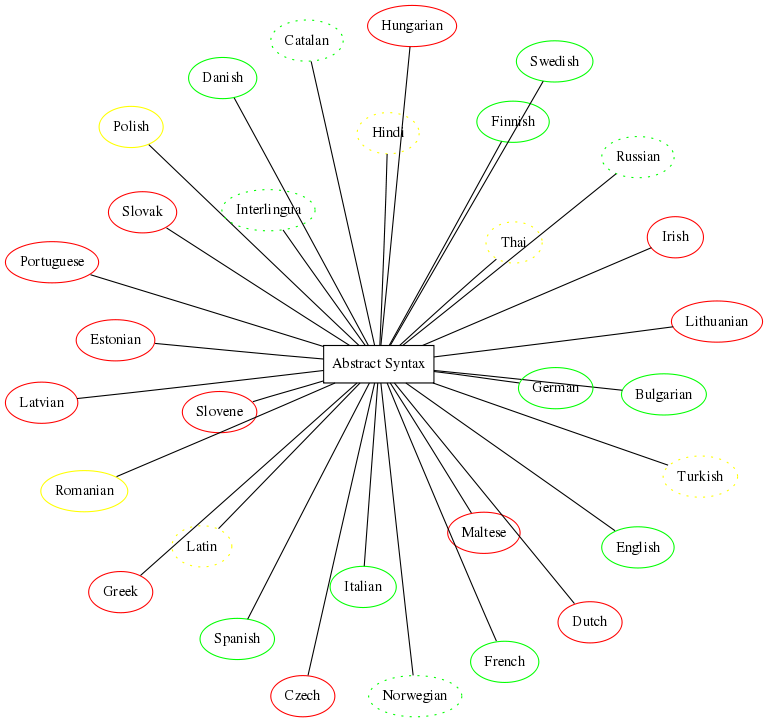 Hungarian
Catalan
Swedish
Danish
Finnish
Polish
Hindi
Russian
Interlingua
Slovak
Irish
Thai
Portuguese
Lithuanian
Estonian
Abstract Syntax
German
Bulgarian
Latvian
Slovene
Turkish
Romanian
Maltese
Latin
English
Italian
Greek
Dutch
Spanish
French
Czech
Norwegian